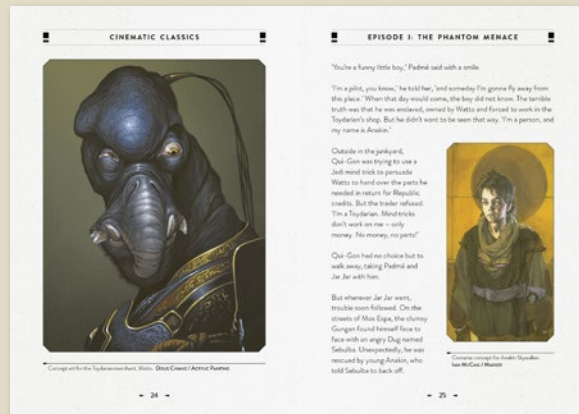 CINEMATIC CLASSICS
Concept art for the Toydarian merchant, Watto. DOUG CHIANG / ACRYLIC PAINTING
24
EPISODE I: THE PHANTOM MENACE
'You're a funny little boy,' Padmé said with a smile.
'I'm a pilot, you know,' he told her, 'and someday I'm gonna fly away from
this place.' When that day would come, the boy did not know. The terrible
truth was that he was enslaved, owned by Watto and forced to work in the
Toydarian's shop. But he didn't want to be seen that way. 'I'm a person, and
my name is Anakin.'
Outside in the junkyard,
Qui-Gon was trying to use a
Jedi mind trick to persuade
Watto to hand over the parts he
needed in return for Republic
credits. But the trader refused.
'I'm a Toydarian. Mind tricks
don't work on me – only
money. No money, no parts!'
Qui-Gon had no choice but to
walk away, taking Padmé and
Jar Jar with him.
But wherever Jar Jar went,
trouble soon followed. On the
streets of Mos Espa, the clumsy
Gungan found himself face to
face with an angry Dug named
Sebulba. Unexpectedly, he was
rescued by young Anakin, who
told Sebulba to back off.
Costume concept for Anakin Skywalker.
IAIN MCCAIG / MARKER
25